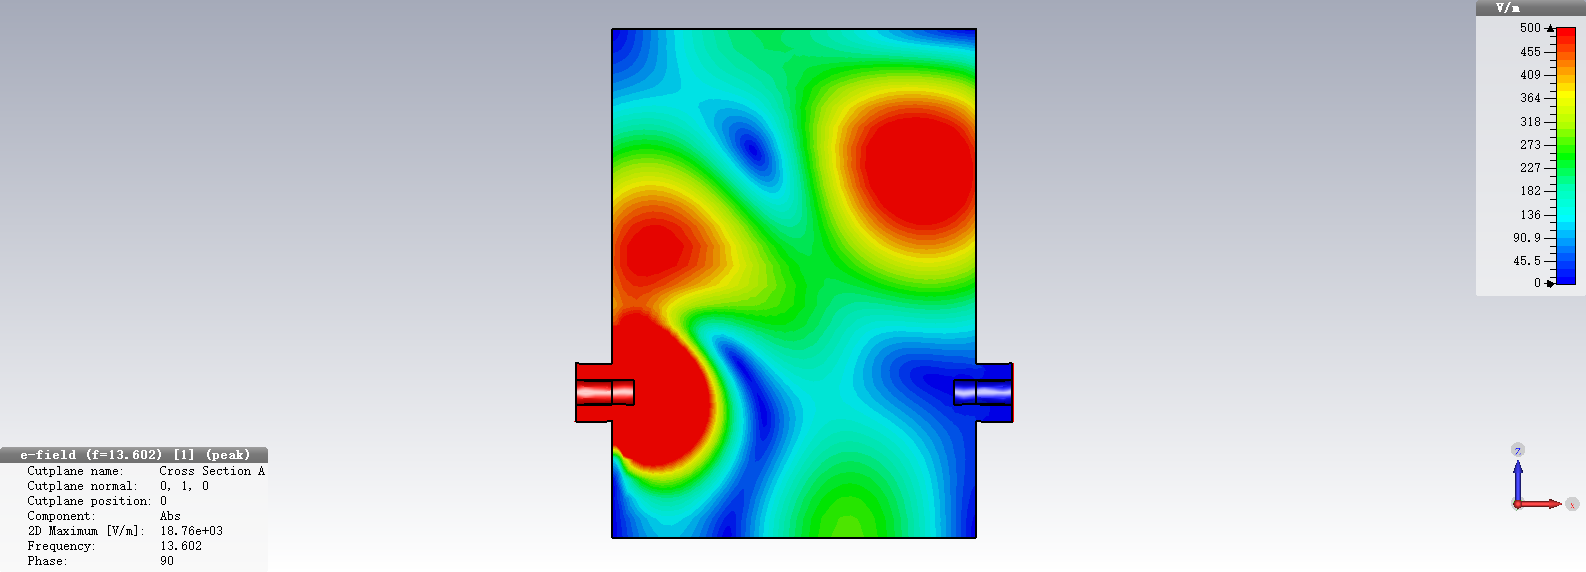 V/m
500
455
409
364
318
273
227
182
136
90.9
45.5
0
e-field (f=13.602) [1] (peak)
Cutplane name: Cross Section A
Cutplane normal: 0, 1, 0
Cutplane position: 0
Component: Abs
2D Maximum [V/m]: 18.76e+03
Frequency: 13.602
Phase: 90
z
x